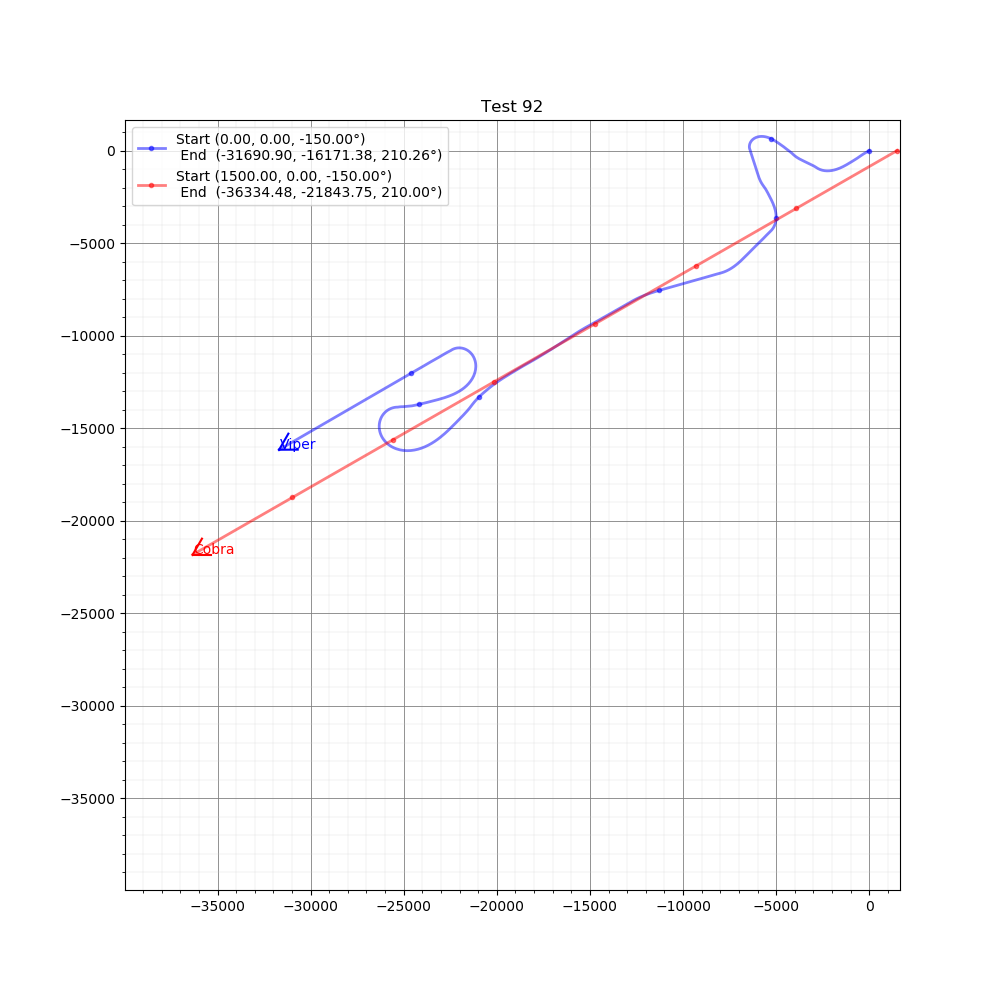 Test 92
Start (0.00, 0.00, -150.00°)
End  (-31690.90, -16171.38, 210.26°)
Start (1500.00, 0.00, -150.00°)
End  (-36334.48, -21843.75, 210.00°)
0
−5000
−10000
−15000
−20000
−25000
−30000
−35000
Viper
Cobra
−35000
−30000
−25000
−20000
−15000
−10000
−5000
0